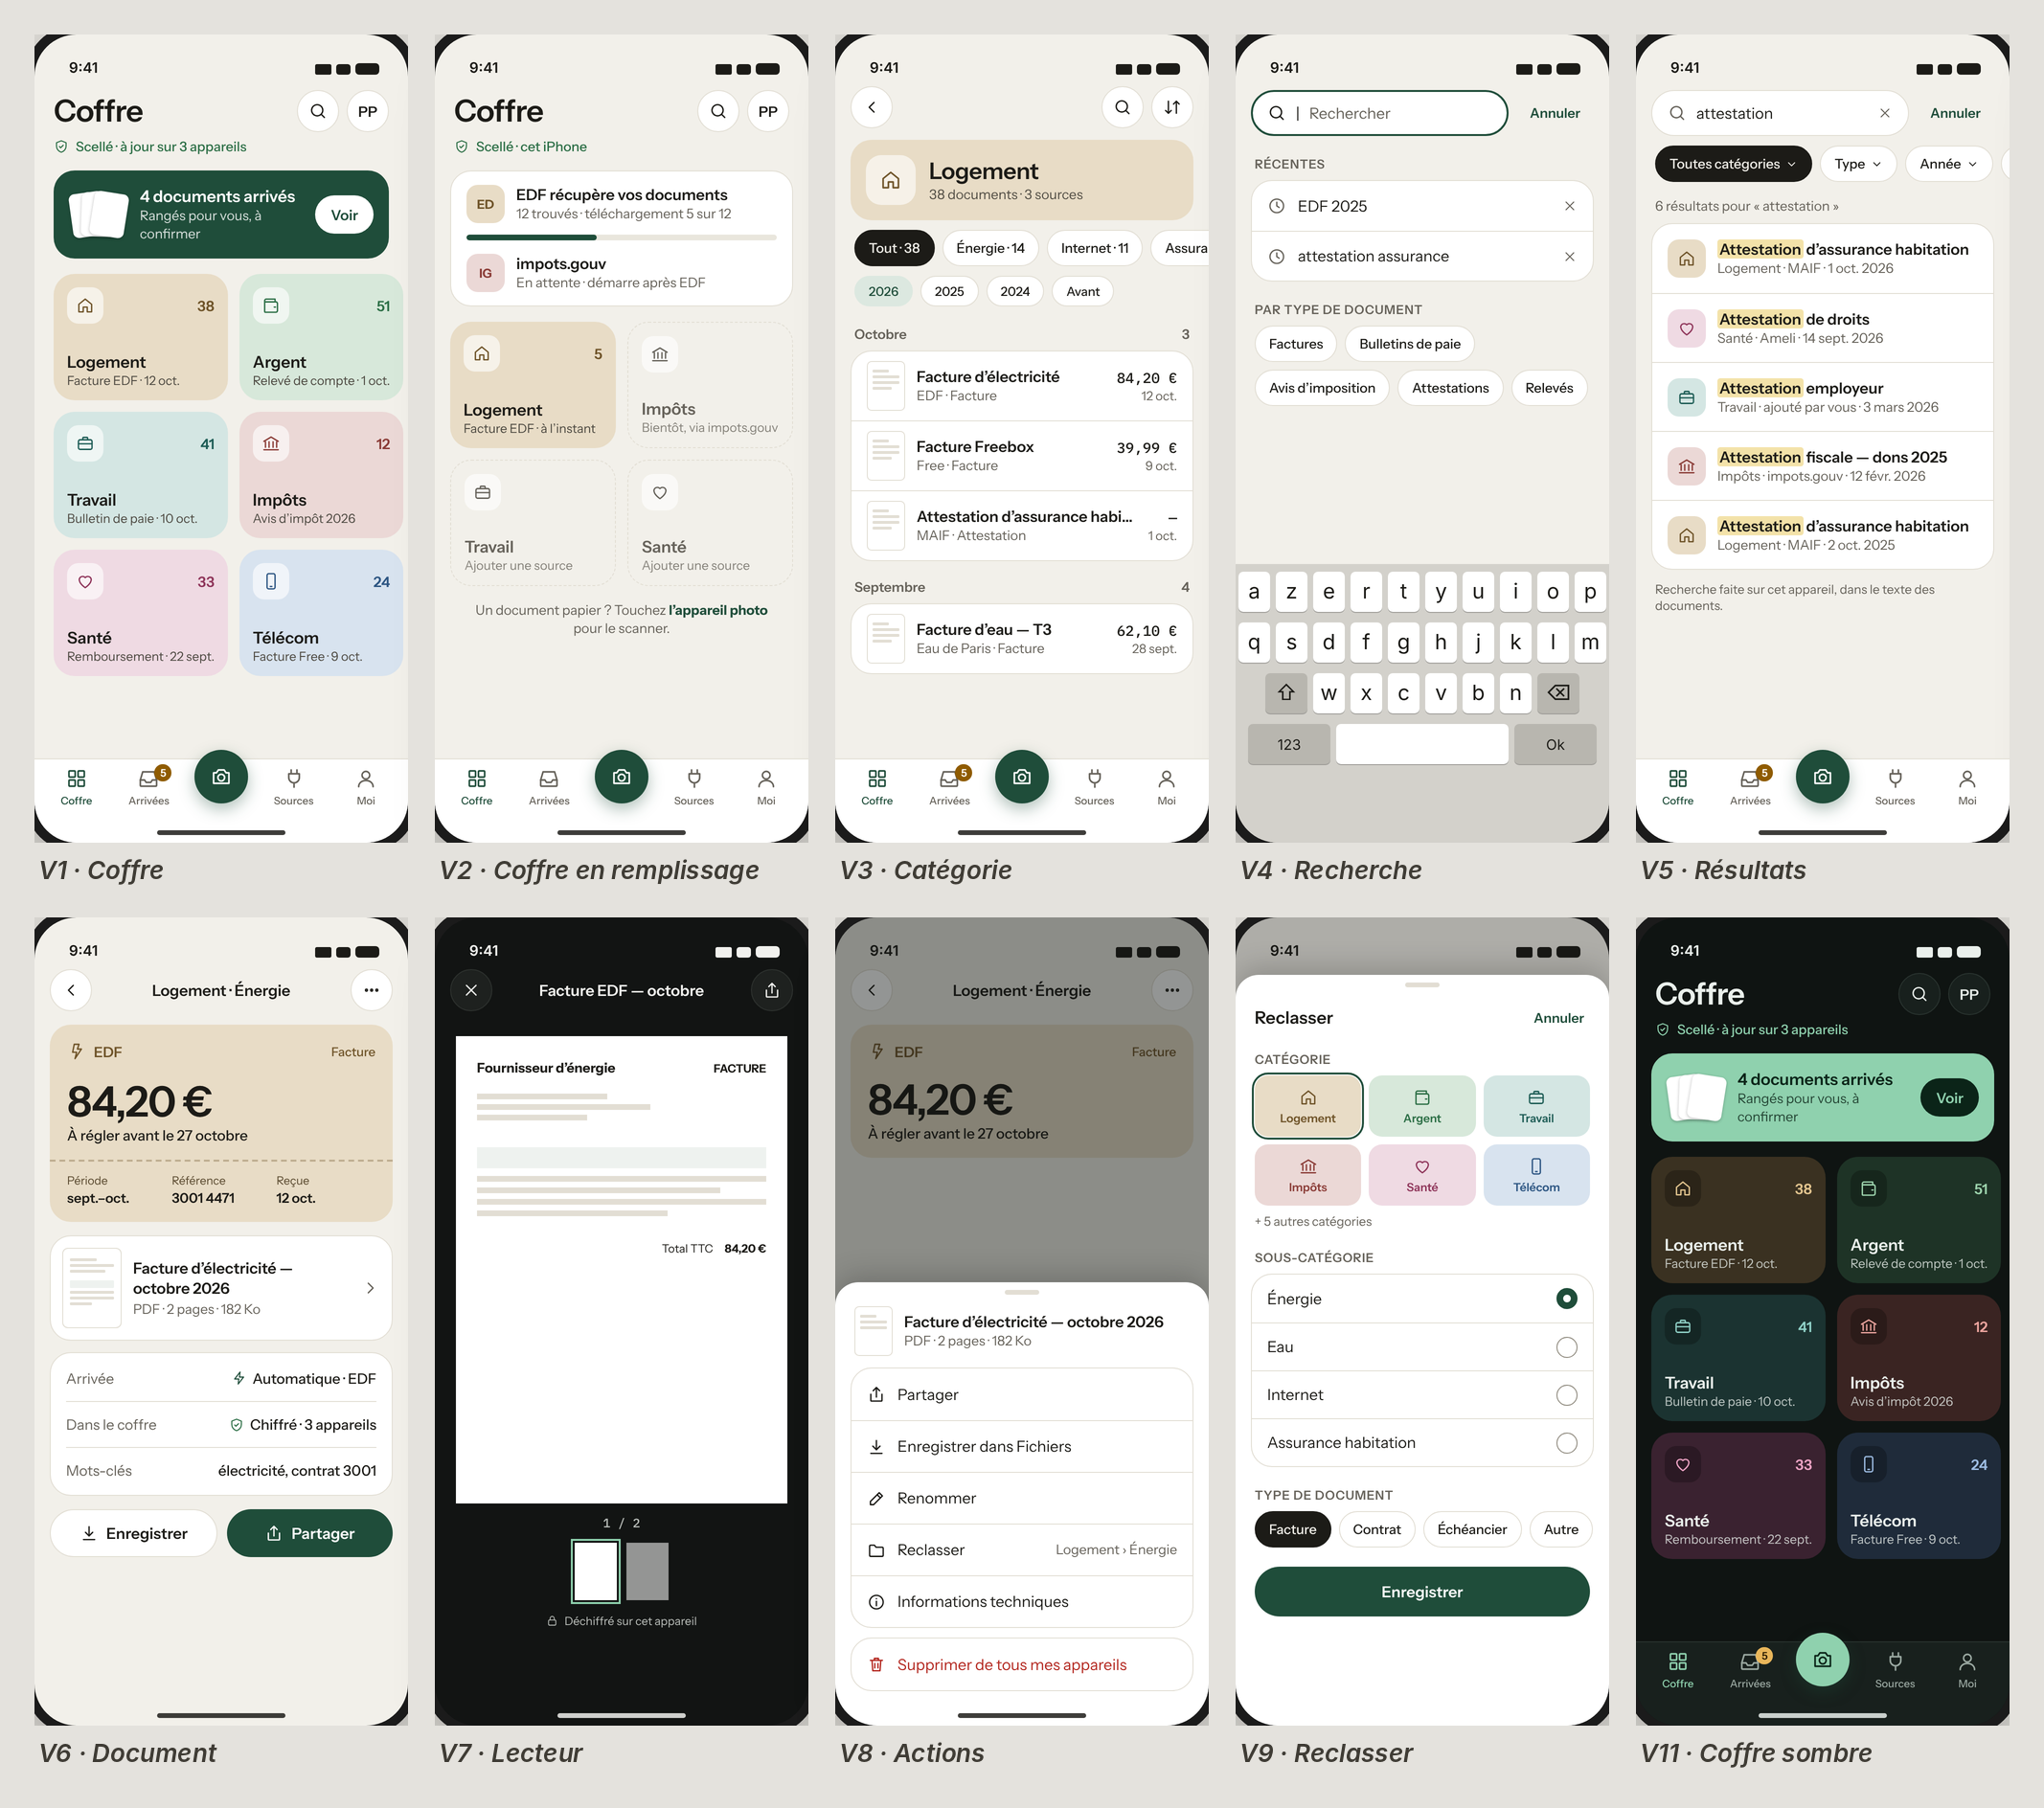 9:41
Coffre
PP
Scellé · à jour sur 3 appareils
4 documents arrivés
Rangés pour vous, à
confirmer
Voir
38
Logement
Facture EDF · 12 oct.
51
Argent
Relevé de compte · 1 oct.
41
Travail
Bulletin de paie · 10 oct.
12
Impôts
Avis d'impôt 2026
33
Santé
Remboursement · 22 sept.
24
Télécom
Facture Free · 9 oct.
Coffre
Arrivées
5
Sources
Moi
V1 · Coffre
9:41
Coffre
PP
Scellé · cet iPhone
ED
EDF récupère vos documents
12 trouvés · téléchargement 5 sur 12
IG
impots.gouv
En attente · démarre après EDF
5
Logement
Facture EDF · à l'instant
Impôts
Bientôt, via impots.gouv
Travail
Ajouter une source
Santé
Ajouter une source
Un document papier ? Touchez l'appareil photo
pour le scanner.
Coffre
Arrivées
Sources
Moi
V2 · Coffre en remplissage
9:41
Logement
38 documents · 3 sources
Tout · 38
Énergie · 14
Internet · 11
Assura
2026
2025
2024
Avant
Octobre
3
Facture d'électricité
84,20 €
EDF · Facture
12 oct.
Facture Freebox
39,99 €
Free · Facture
9 oct.
Attestation d'assurance habi...
–
MAIF · Attestation
1 oct.
Septembre
4
Facture d'eau — T3
62,10 €
Eau de Paris · Facture
28 sept.
Coffre
Arrivées
5
Sources
Moi
V3 · Catégorie
9:41
Rechercher
Annuler
RÉCENTES
EDF 2025
attestation assurance
PAR TYPE DE DOCUMENT
Factures
Bulletins de paie
Avis d'imposition
Attestations
Relevés
a z e r t y u i o p
q s d f g h j k l m
w x c v b n
123
Ok
V4 · Recherche
9:41
attestation
Annuler
Toutes catégories
Type
Année
6 résultats pour « attestation »
Attestation d'assurance habitation
Logement · MAIF · 1 oct. 2026
Attestation de droits
Santé · Ameli · 14 sept. 2026
Attestation employeur
Travail · ajouté par vous · 3 mars 2026
Attestation fiscale — dons 2025
Impôts · impots.gouv · 12 févr. 2026
Attestation d'assurance habitation
Logement · MAIF · 2 oct. 2025
Recherche faite sur cet appareil, dans le texte des
documents.
Coffre
Arrivées
5
Sources
Moi
V5 · Résultats
9:41
Logement · Énergie
EDF
Facture
84,20 €
À régler avant le 27 octobre
Période
Référence
Reçue
sept.–oct.
3001 4471
12 oct.
Facture d'électricité —
octobre 2026
PDF · 2 pages · 182 Ko
Arrivée
Automatique · EDF
Dans le coffre
Chiffré · 3 appareils
Mots-clés
électricité, contrat 3001
Enregistrer
Partager
V6 · Document
9:41
Facture EDF — octobre
Fournisseur d'énergie
FACTURE
Total TTC 84,20 €
1 / 2
Déchiffré sur cet appareil
V7 · Lecteur
9:41
Logement · Énergie
EDF
Facture
84,20 €
À régler avant le 27 octobre
Facture d'électricité — octobre 2026
PDF · 2 pages · 182 Ko
Partager
Enregistrer dans Fichiers
Renommer
Reclasser
Logement › Énergie
Informations techniques
Supprimer de tous mes appareils
V8 · Actions
9:41
Reclasser
Annuler
CATÉGORIE
Logement
Argent
Travail
Impôts
Santé
Télécom
+ 5 autres catégories
SOUS-CATÉGORIE
Énergie
Eau
Internet
Assurance habitation
TYPE DE DOCUMENT
Facture
Contrat
Échéancier
Autre
Enregistrer
V9 · Reclasser
9:41
Coffre
PP
Scellé · à jour sur 3 appareils
4 documents arrivés
Rangés pour vous, à
confirmer
Voir
38
Logement
Facture EDF · 12 oct.
51
Argent
Relevé de compte · 1 oct.
41
Travail
Bulletin de paie · 10 oct.
12
Impôts
Avis d'impôt 2026
33
Santé
Remboursement · 22 sept.
24
Télécom
Facture Free · 9 oct.
Coffre
Arrivées
5
Sources
Moi
V11 · Coffre sombre